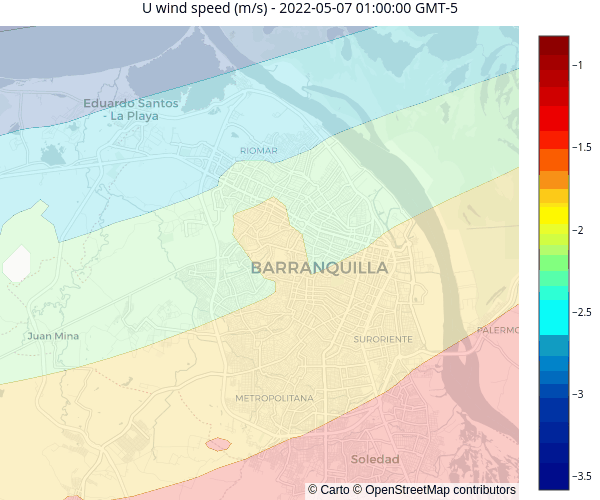 U wind speed (m/s) - 2022-05-07 01:00:00 GMT-5
Eduardo Santos
- La Playa
RIOMAR
BARRANQUILLA
Juan Mina
SURORIENTE
PALERMO
METROPOLITANA
Soledad
© Carto © OpenStreetMap contributors
−1
−1.5
−2
−2.5
−3
−3.5